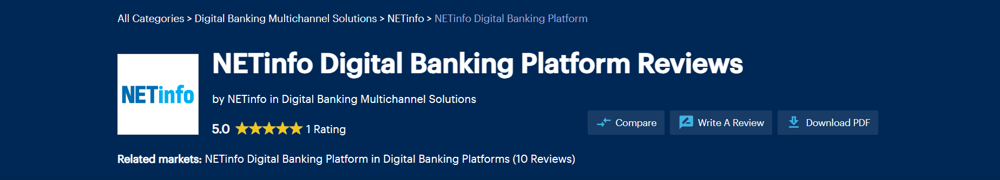 All Categories > Digital Banking Multichannel Solutions > NETinfo > NETinfo Digital Banking Platform
NETinfo
NETinfo Digital Banking Platform Reviews
by NETinfo in Digital Banking Multichannel Solutions
5.0 1 Rating
Compare
Write A Review
Download PDF
Related markets: NETinfo Digital Banking Platform in Digital Banking Platforms (10 Reviews)